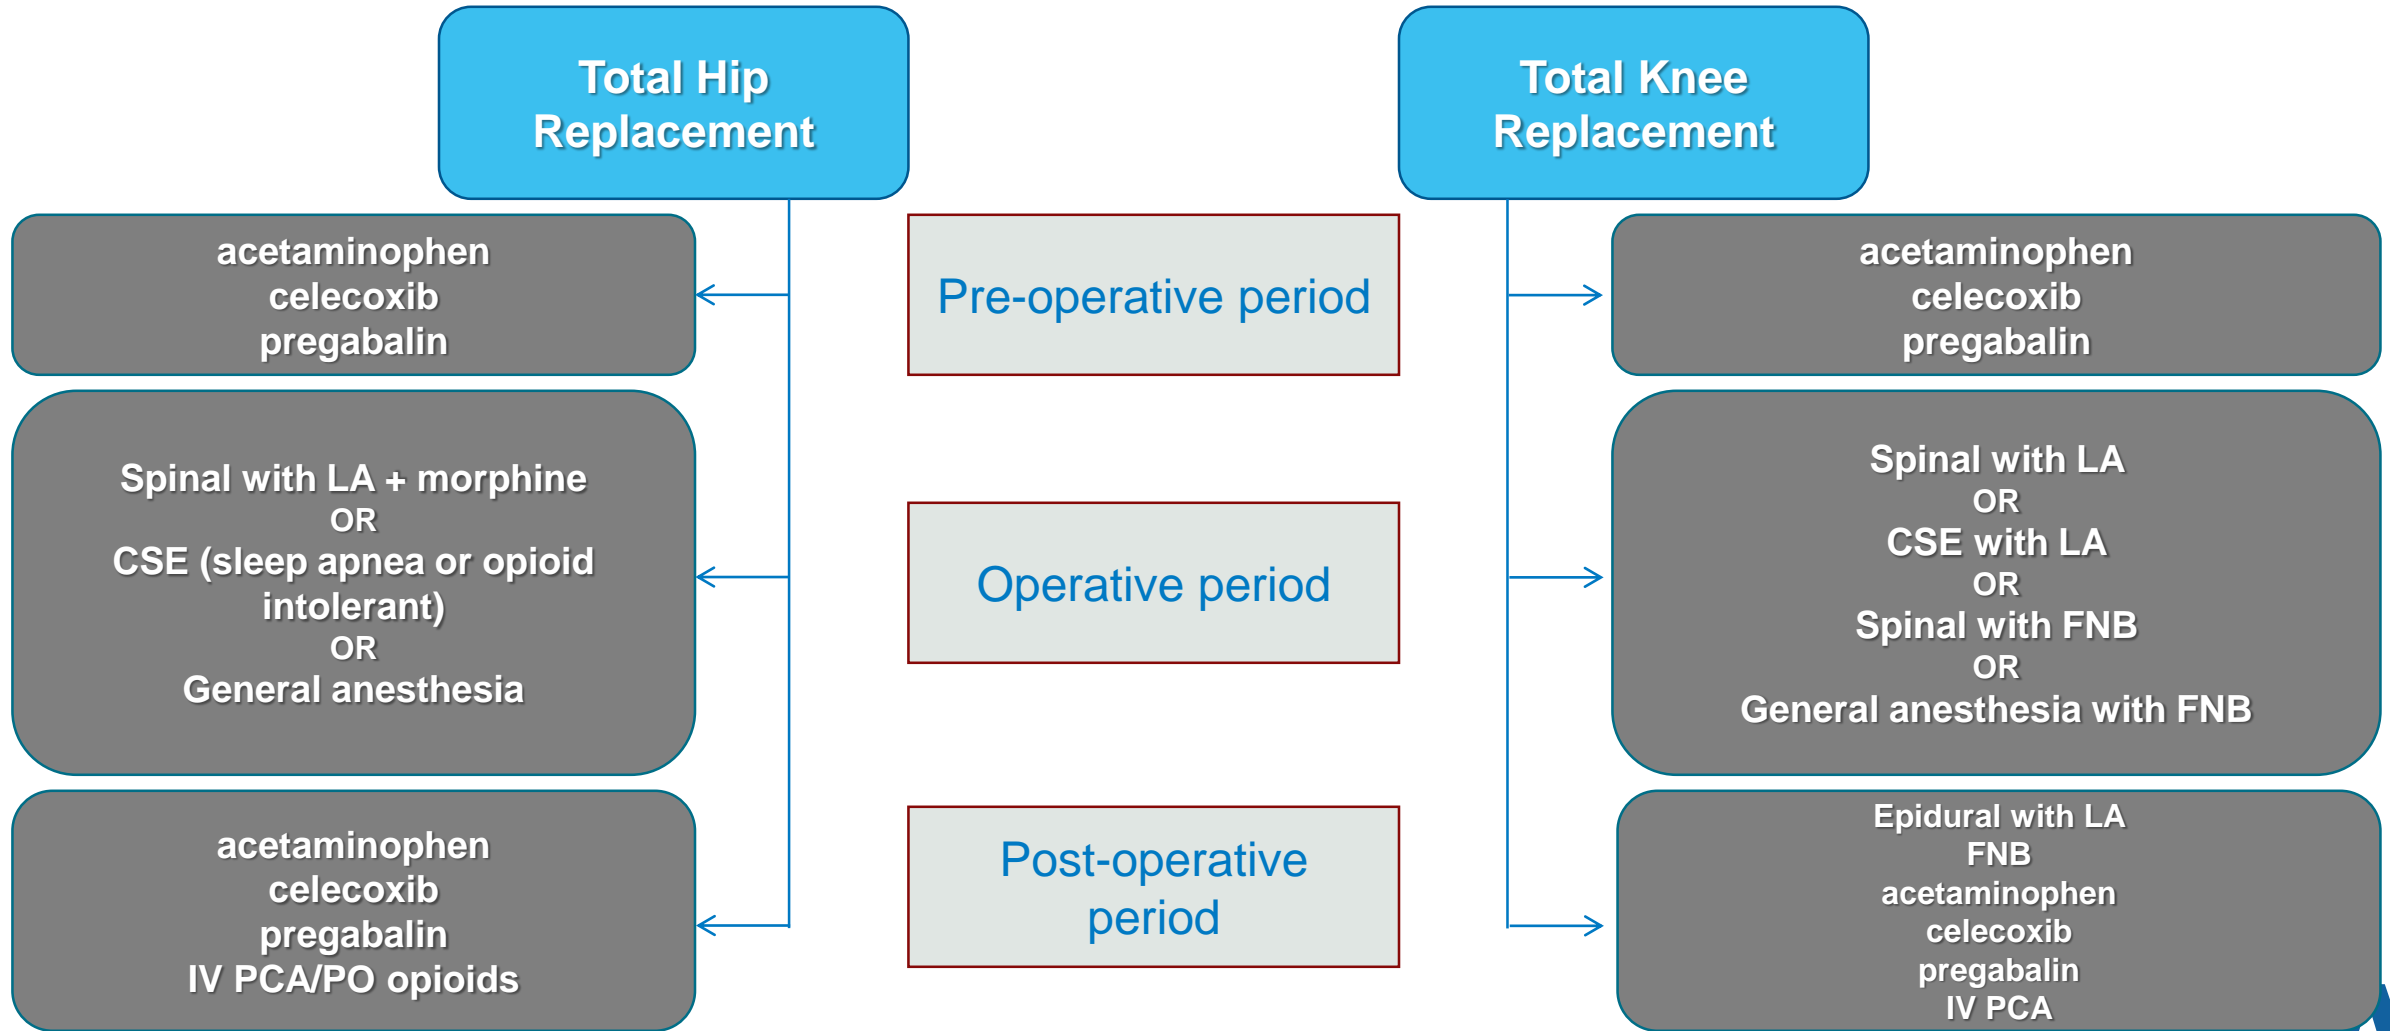 Total Hip
Replacement
Total Knee
Replacement
acetaminophen
celecoxib
pregabalin
Pre-operative period
acetaminophen
celecoxib
pregabalin
Spinal with LA + morphine
OR
CSE (sleep apnea or opioid
intolerant)
OR
General anesthesia
Operative period
Spinal with LA
OR
CSE with LA
OR
Spinal with FNB
OR
General anesthesia with FNB
acetaminophen
celecoxib
pregabalin
IV PCA/PO opioids
Post-operative
period
Epidural with LA
FNB
acetaminophen
celecoxib
pregabalin
IV PCA